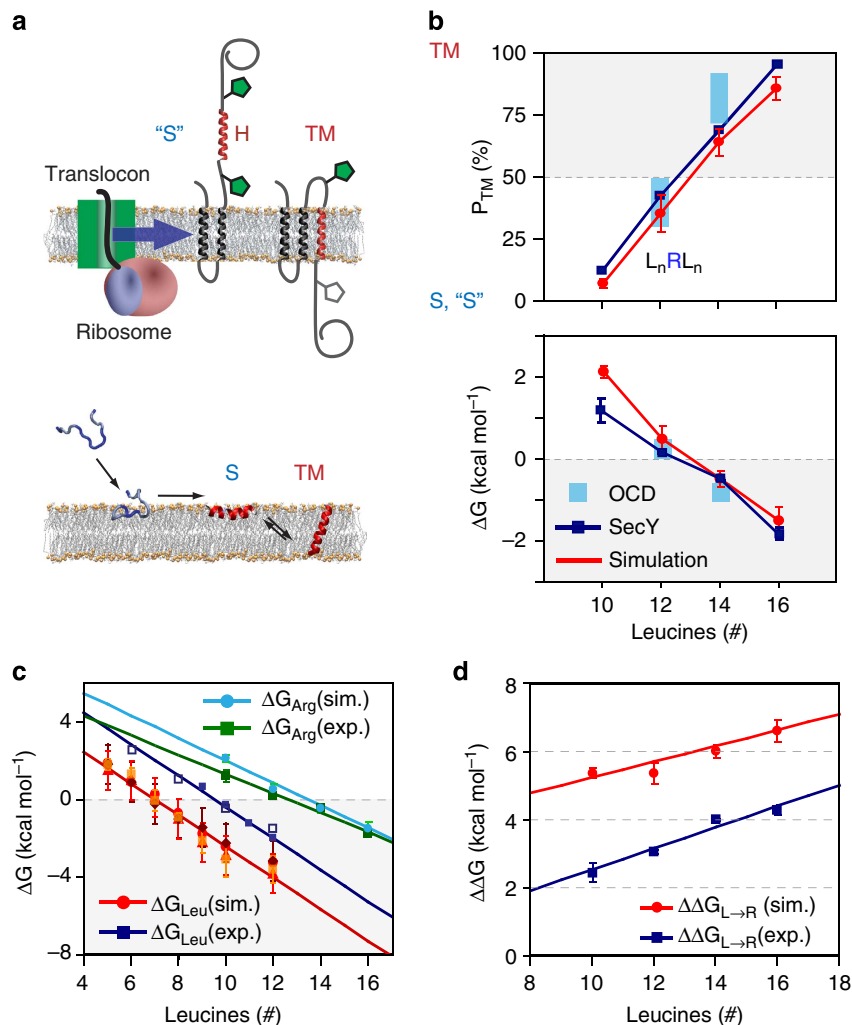 a
"S"
H
TM
Translocon
Ribosome
S
TM
b
TM
100
75
50
25
0
P_TM (%)
L_nRL_n
S, "S"
2
0
−2
ΔG (kcal mol⁻¹)
OCD
SecY
Simulation
10 12 14 16
Leucines (#)
c
4
0
−4
−8
ΔG (kcal mol⁻¹)
ΔG_Arg(sim.)
ΔG_Arg(exp.)
ΔG_Leu(sim.)
ΔG_Leu(exp.)
4 6 8 10 12 14 16
Leucines (#)
d
8
6
4
2
0
ΔΔG (kcal mol⁻¹)
ΔΔG_L→R (sim.)
ΔΔG_L→R(exp.)
8 10 12 14 16 18
Leucines (#)